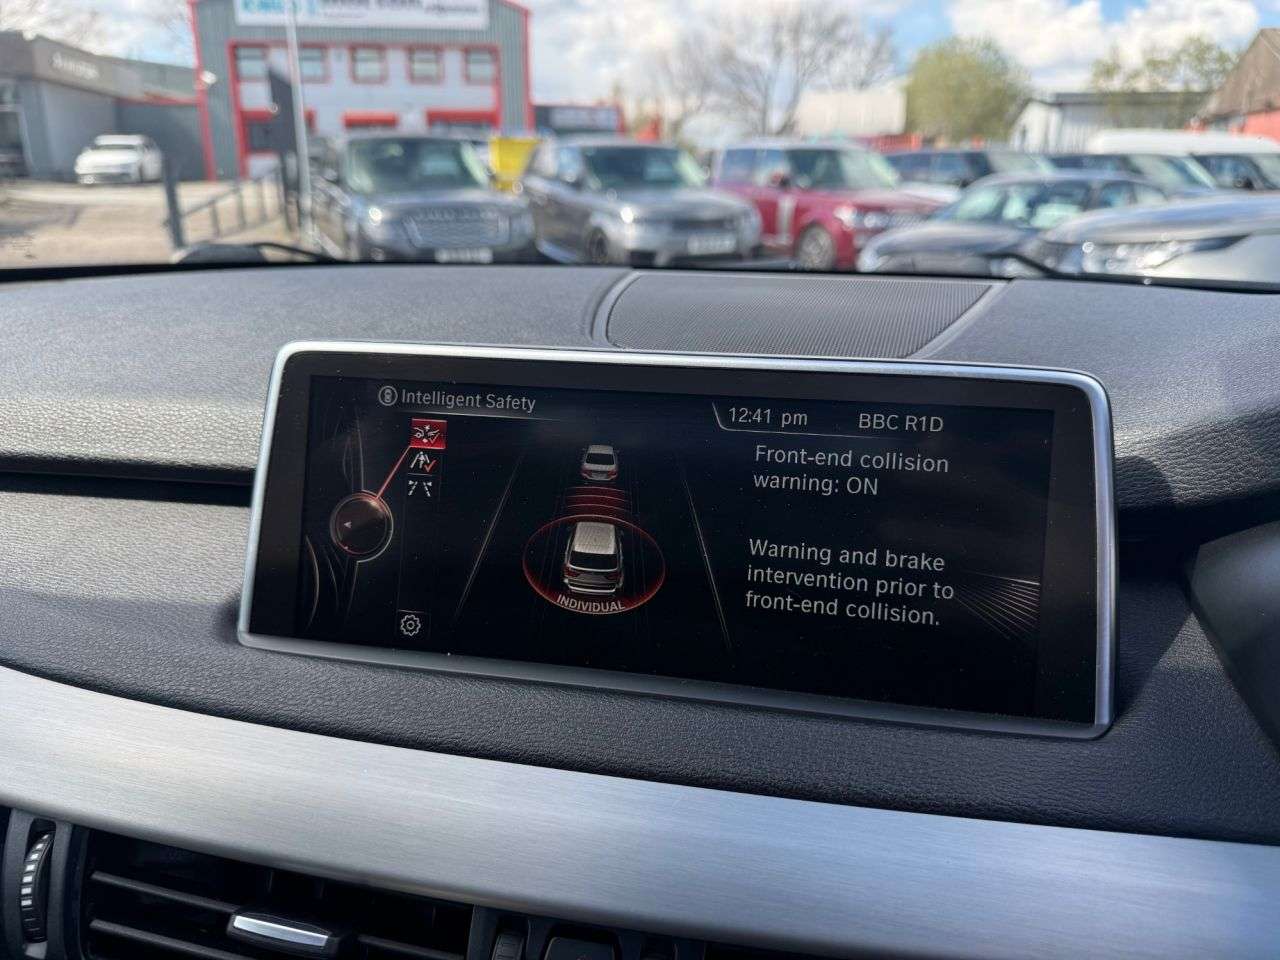 Intelligent Safety
12:41 pm
BBC R1D
Front-end collision
warning: ON
Warning and brake
intervention prior to
front-end collision.
INDIVIDUAL